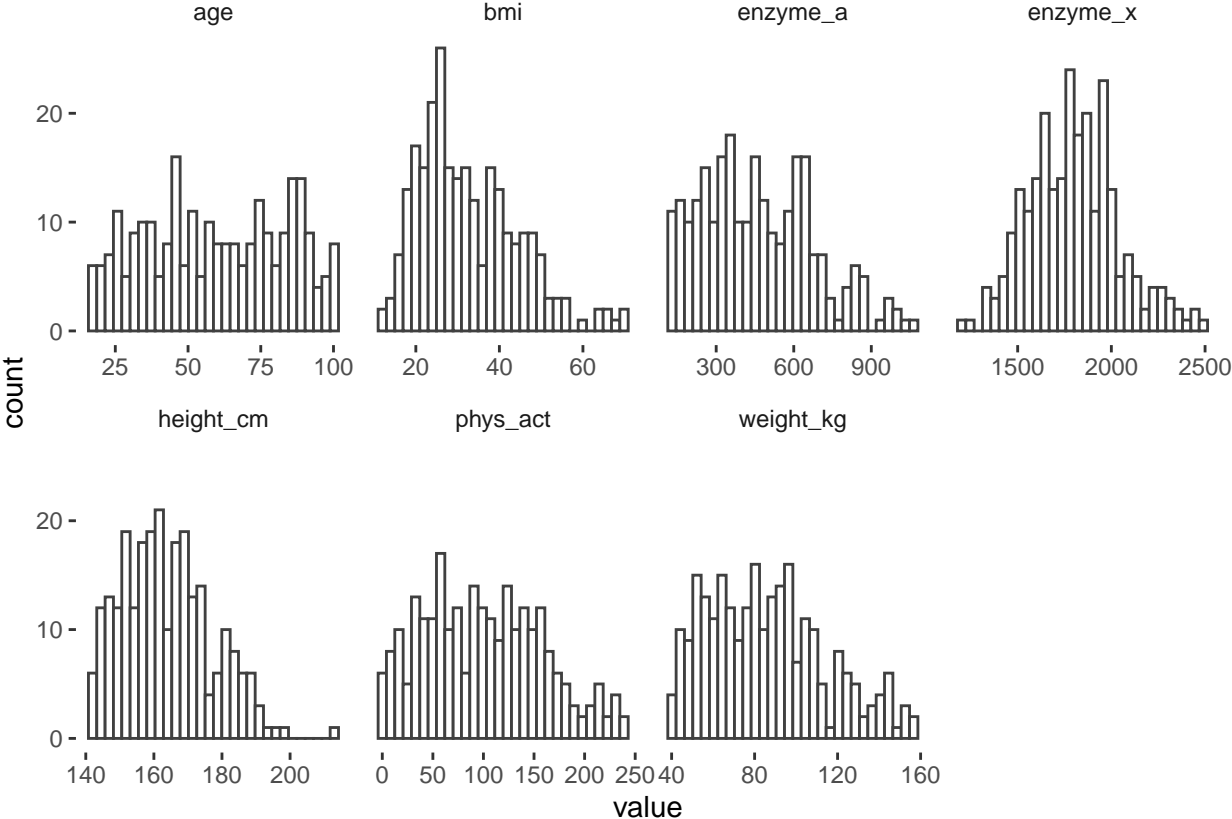 age bmi enzyme_a enzyme_x
20
10
0
25 50 75 100 20 40 60 300 600 900 1500 2000 2500
count
height_cm phys_act weight_kg
20
10
0
140 160 180 200 0 50 100 150 200 250 40 80 120 160
value